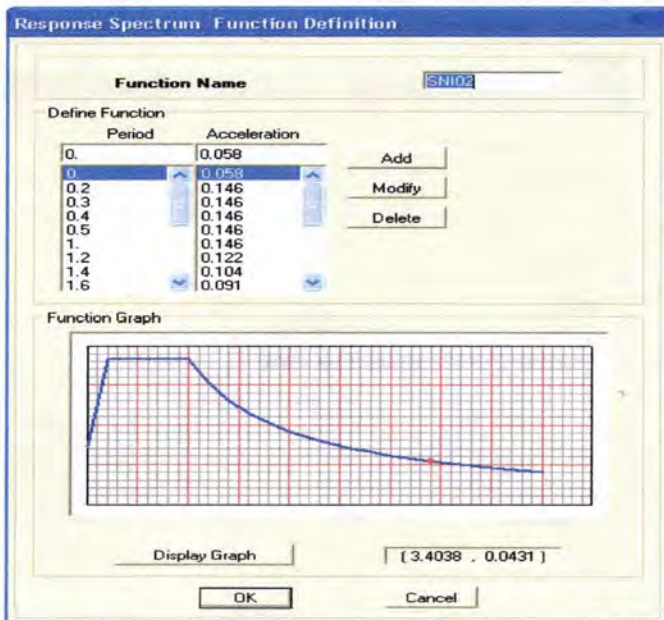 Response Spectrum Function Definition
Function Name SNI02
Define Function
Period Acceleration
0. 0.058 Add
0. 0.058
0.2 0.146 Modify
0.3 0.146
0.4 0.146 Delete
0.5 0.146
1. 0.146
1.2 0.122
1.4 0.104
1.6 0.091
Function Graph
Display Graph ( 3.4038 , 0.0431 )
OK Cancel